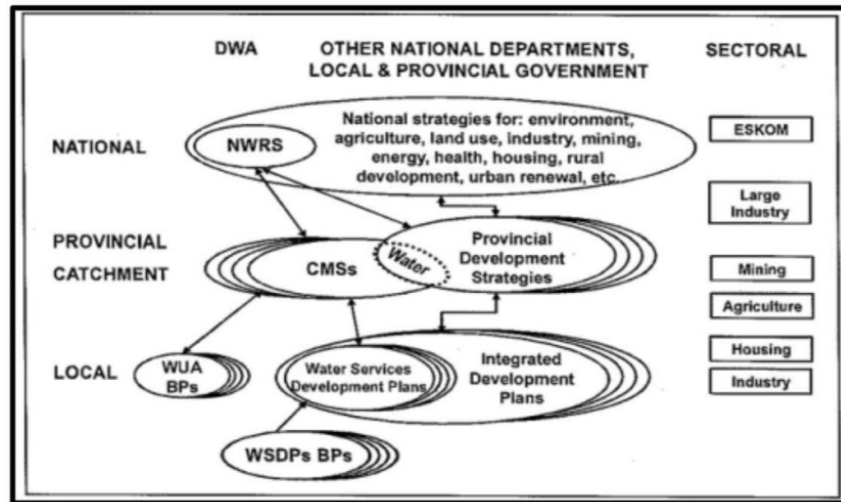 DWA
OTHER NATIONAL DEPARTMENTS,
LOCAL & PROVINCIAL GOVERNMENT
SECTORAL
NATIONAL
NWRS
National strategies for: environment,
agriculture, land use, industry, mining,
energy, health, housing, rural
development, urban renewal, etc.
ESKOM
Large
Industry
PROVINCIAL
CATCHMENT
CMSs
Water
Provincial
Development
Strategies
Mining
Agriculture
LOCAL
WUA
BPs
Water Services
Development Plans
Integrated
Development
Plans
Housing
Industry
WSDPs BPs